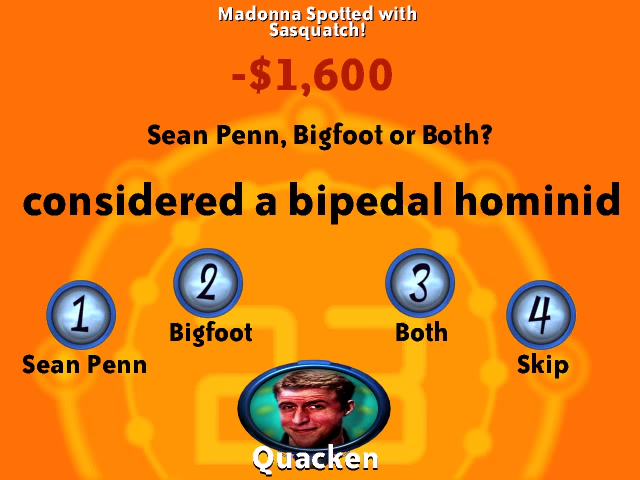 Madonna Spotted with
Sasquatch!
-$1,600
Sean Penn, Bigfoot or Both?
considered a bipedal hominid
1
2
3
4
Sean Penn
Bigfoot
Both
Skip
23
Quacken